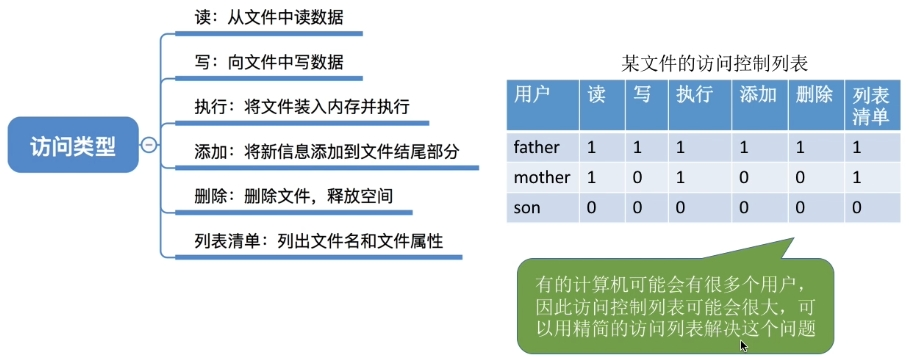 访问类型
读：从文件中读数据
写：向文件中写数据
执行：将文件装入内存并执行
添加：将新信息添加到文件结尾部分
删除：删除文件，释放空间
列表清单：列出文件名和文件属性
某文件的访问控制列表
用户 读 写 执行 添加 删除 列表
清单
father 1 1 1 1 1 1
mother 1 0 1 0 0 1
son 0 0 0 0 0 0
有的计算机可能会有很多个用户，
因此访问控制列表可能会很大，可
以用精简的访问列表解决这个问题